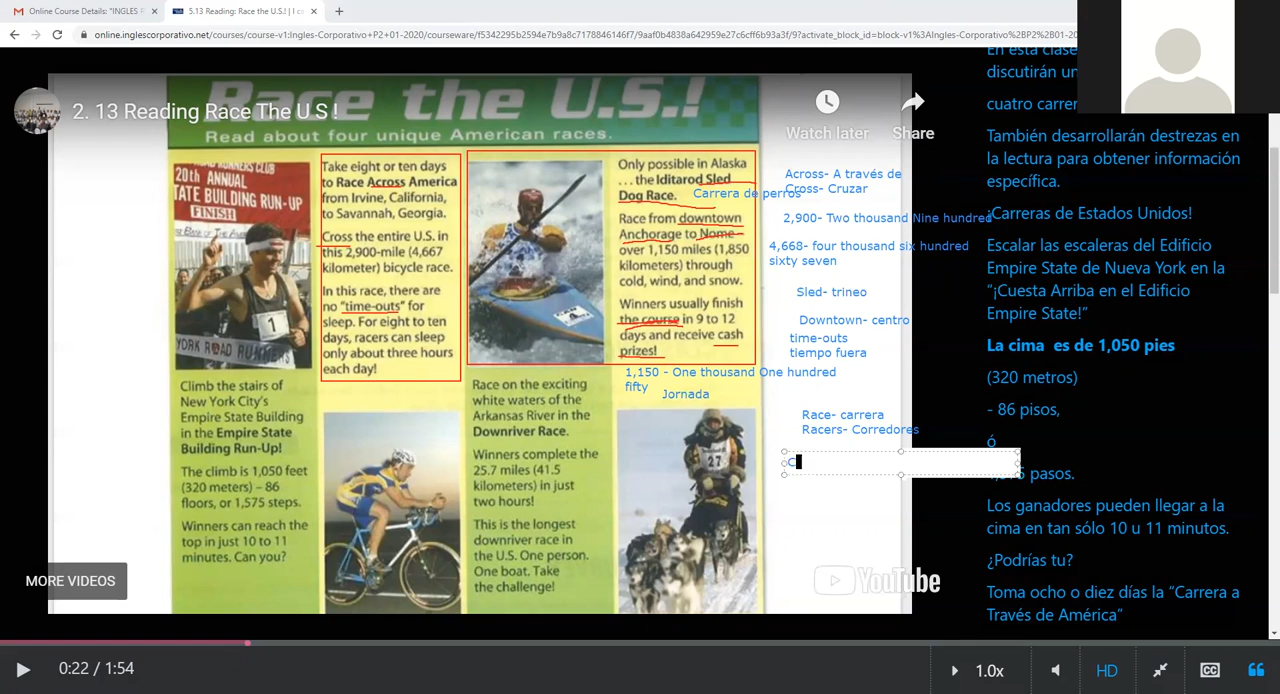 Online Course Details: "INGLES P
5.13 Reading: Race the U.S.! | I c
online.inglescorporativo.net/courses/course-v1:Ingles-Corporativo+P2+01-2020/courseware/f5342295b2594e7b9a8c7178846146f7/9aaf0b4838a642959e27c6cff6b93a3f/9?activate_block_id=block-v1%3AIngles-Corporativo%2BP2%2B01-20
2. 13 Reading Race The U S !
Watch later
Share
Race the U.S.!
Read about four unique American races.
20th ANNUAL
STATE BUILDING RUN-UP
FINISH
1
YORK ROAD RUNNERS
Take eight or ten days
to Race Across America
from Irvine, California,
to Savannah, Georgia.
Cross the entire U.S. in
this 2,900-mile (4,667
kilometer) bicycle race.
In this race, there are
no "time-outs" for
sleep. For eight to ten
days, racers can sleep
only about three hours
each day!
Only possible in Alaska
. . . the Iditarod Sled
Dog Race.
Race from downtown
Anchorage to Nome
over 1,150 miles (1,850
kilometers) through
cold, wind, and snow.
Winners usually finish
the course in 9 to 12
days and receive cash
prizes!
Climb the stairs of
New York City's
Empire State Building
in the Empire State
Building Run-Up!
The climb is 1,050 feet
(320 meters) – 86
floors, or 1,575 steps.
Winners can reach the
top in just 10 to 11
minutes. Can you?
Race on the exciting
white waters of the
Arkansas River in the
Downriver Race.
Winners complete the
25.7 miles (41.5
kilometers) in just
two hours!
This is the longest
downriver race in
the U.S. One person.
One boat. Take
the challenge!
27
Across- A través de
Cross- Cruzar
Carrera de perros
2,900- Two thousand Nine hundred
4,668- four thousand six hundred
sixty seven
Sled- trineo
Downtown- centro
time-outs
tiempo fuera
1,150 - One thousand One hundred
fifty
Jornada
Race- carrera
Racers- Corredores
C
MORE VIDEOS
YouTube
En esta clase
discutirán un
cuatro carrer
También desarrollarán destrezas en
la lectura para obtener información
específica.
¡Carreras de Estados Unidos!
Escalar las escaleras del Edificio
Empire State de Nueva York en la
"¡Cuesta Arriba en el Edificio
Empire State!"
La cima es de 1,050 pies
(320 metros)
- 86 pisos,
ó
pasos.
Los ganadores pueden llegar a la
cima en tan sólo 10 u 11 minutos.
¿Podrías tu?
Toma ocho o diez días la "Carrera a
Través de América"
0:22 / 1:54
1.0x
HD
CC